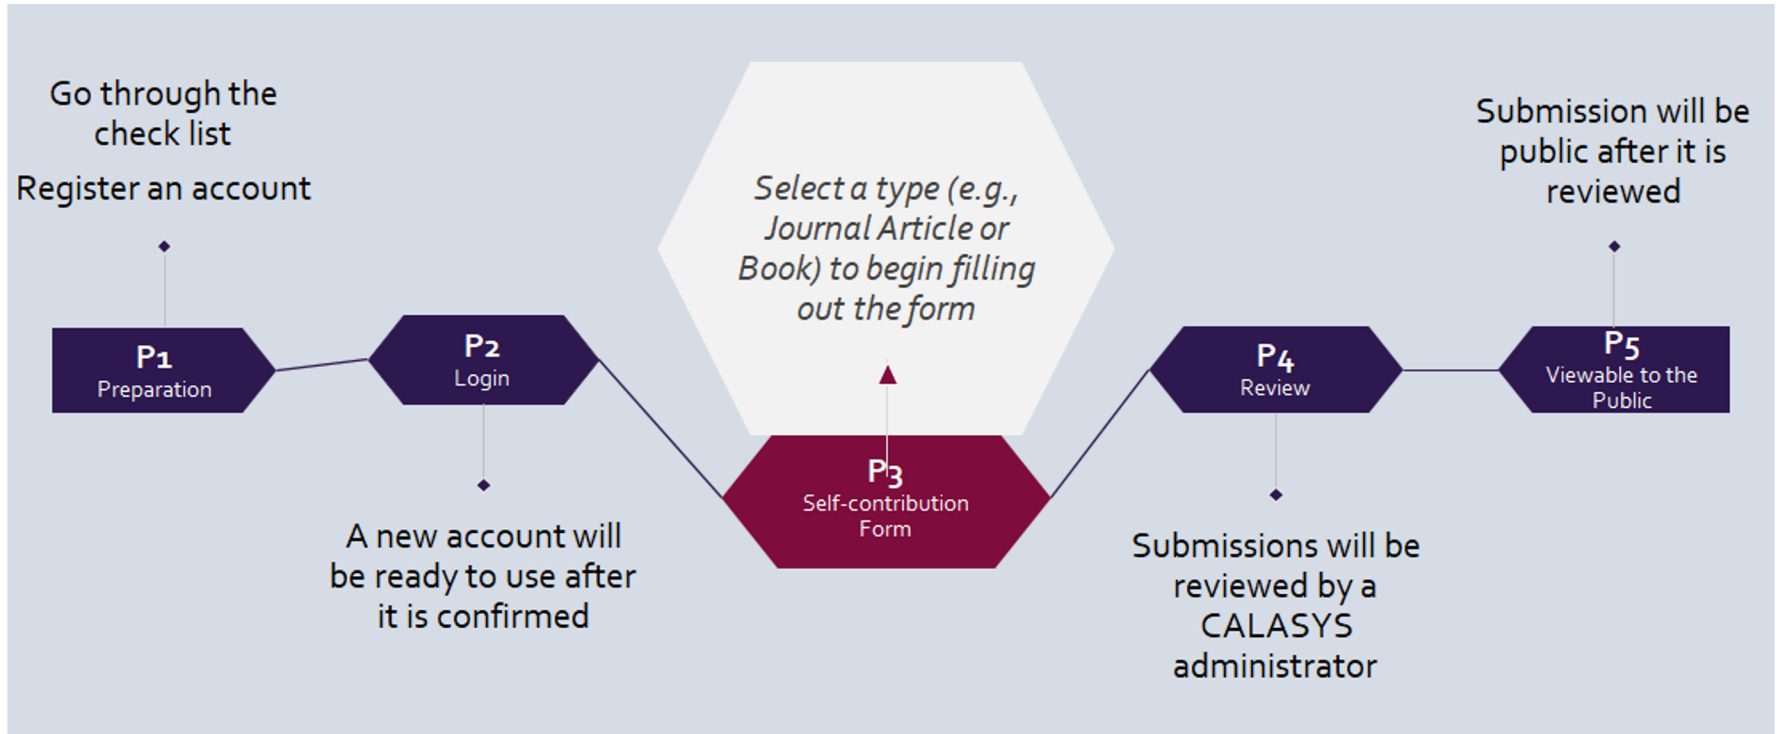 Go through the
check list
Register an account
P1
Preparation
P2
Login
A new account will
be ready to use after
it is confirmed
Select a type (e.g.,
Journal Article or
Book) to begin filling
out the form
P3
Self-contribution
Form
P4
Review
Submissions will be
reviewed by a
CALASYS
administrator
Submission will be
public after it is
reviewed
P5
Viewable to the
Public